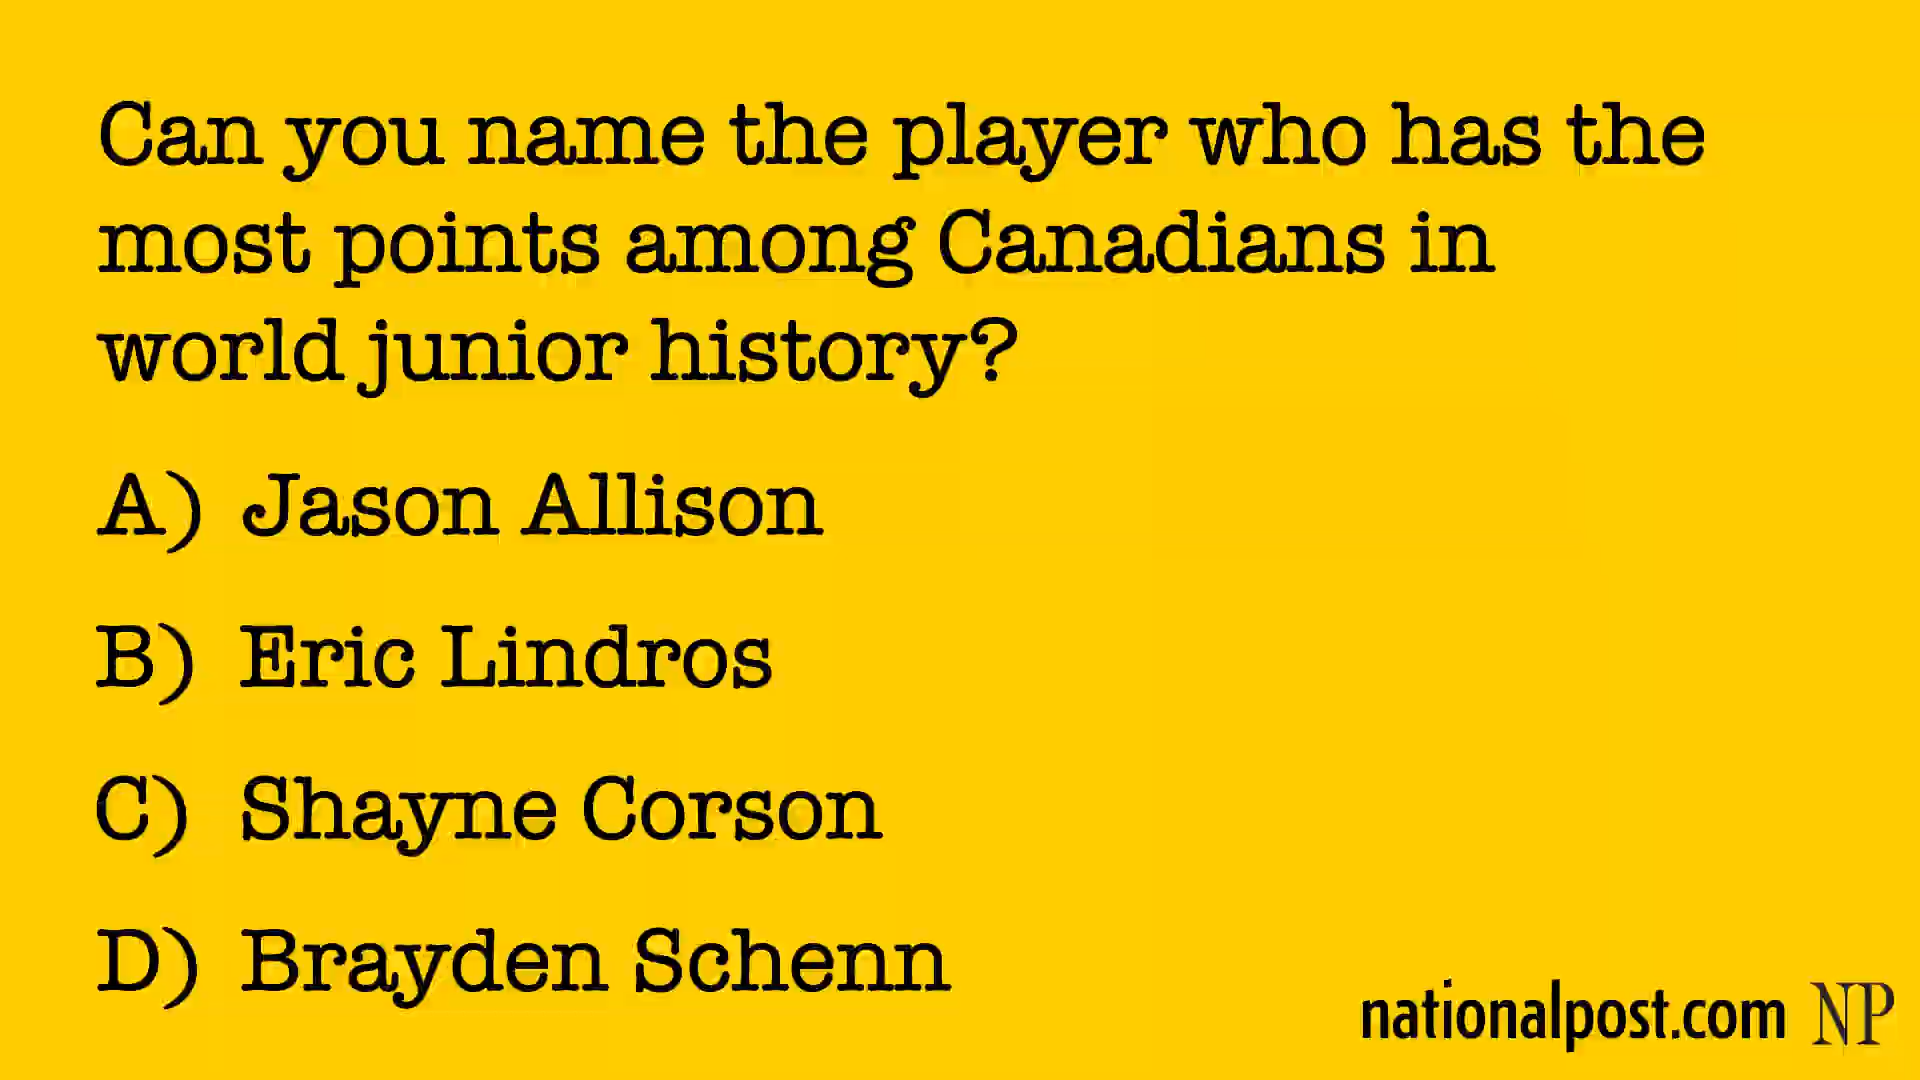 Can you name the player who has the
most points among Canadians in
world junior history?
A) Jason Allison
B) Eric Lindros
C) Shayne Corson
D) Brayden Schenn
nationalpost.com NP